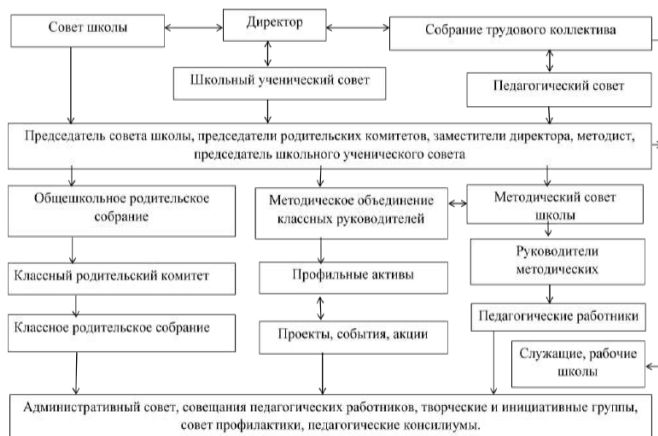 Совет школы
Директор
Собрание трудового коллектива
Школьный ученический совет
Педагогический совет
Председатель совета школы, председатели родительских комитетов, заместители директора, методист,
председатель школьного ученического совета
Общешкольное родительское
собрание
Методическое объединение
классных руководителей
Методический совет
школы
Руководители
методических
Классный родительский комитет
Профильные активы
Классное родительское собрание
Проекты, события, акции
Педагогические работники
Служащие, рабочие
школы
Административный совет, совещания педагогических работников, творческие и инициативные группы,
совет профилактики, педагогические консилиумы.